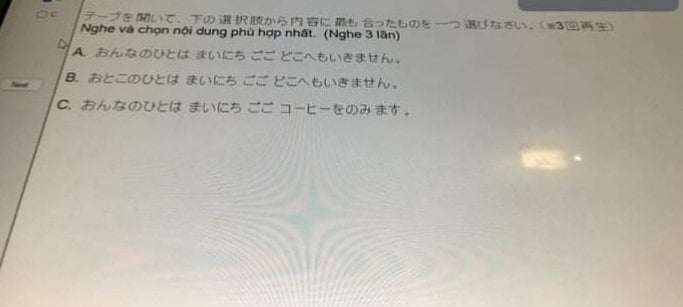 C
テープを聞いて、下の選択肢から内容に最も合ったものを一つ選びなさい。(※3回再生)
Nghe và chọn nội dung phù hợp nhất. (Nghe 3 lần)
A. おんなのひとは まいにち ごご どこへもいきません。
B. おとこのひとは まいにち ごご どこへもいきません。
Next
C. おんなのひとは まいにち ごご コーヒーをのみます。